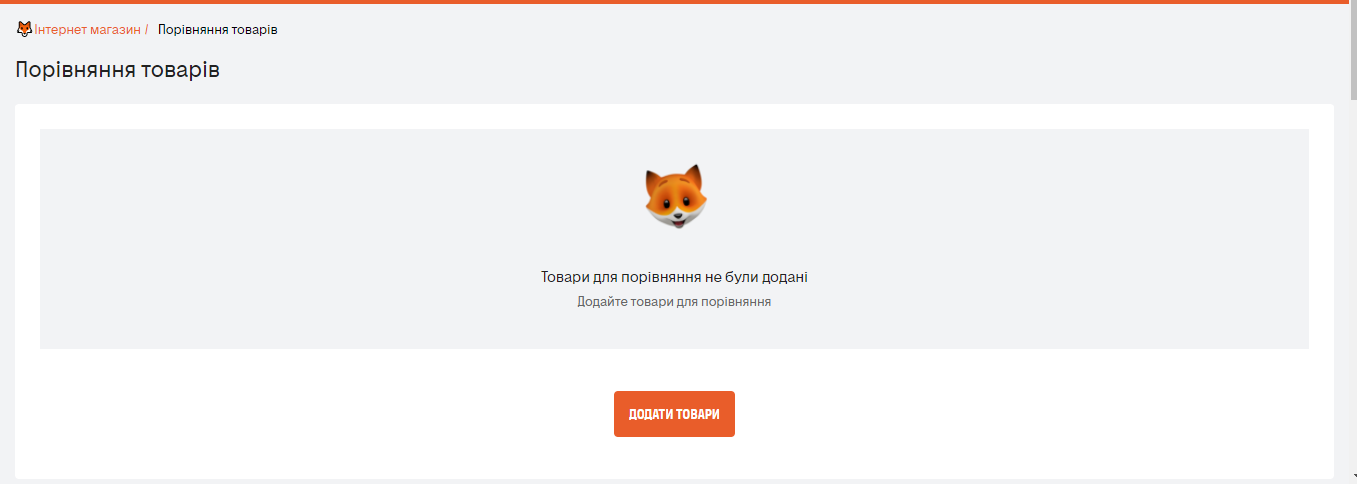 Інтернет магазин / Порівняння товарів
Порівняння товарів
Товари для порівняння не були додані
Додайте товари для порівняння
ДОДАТИ ТОВАРИ